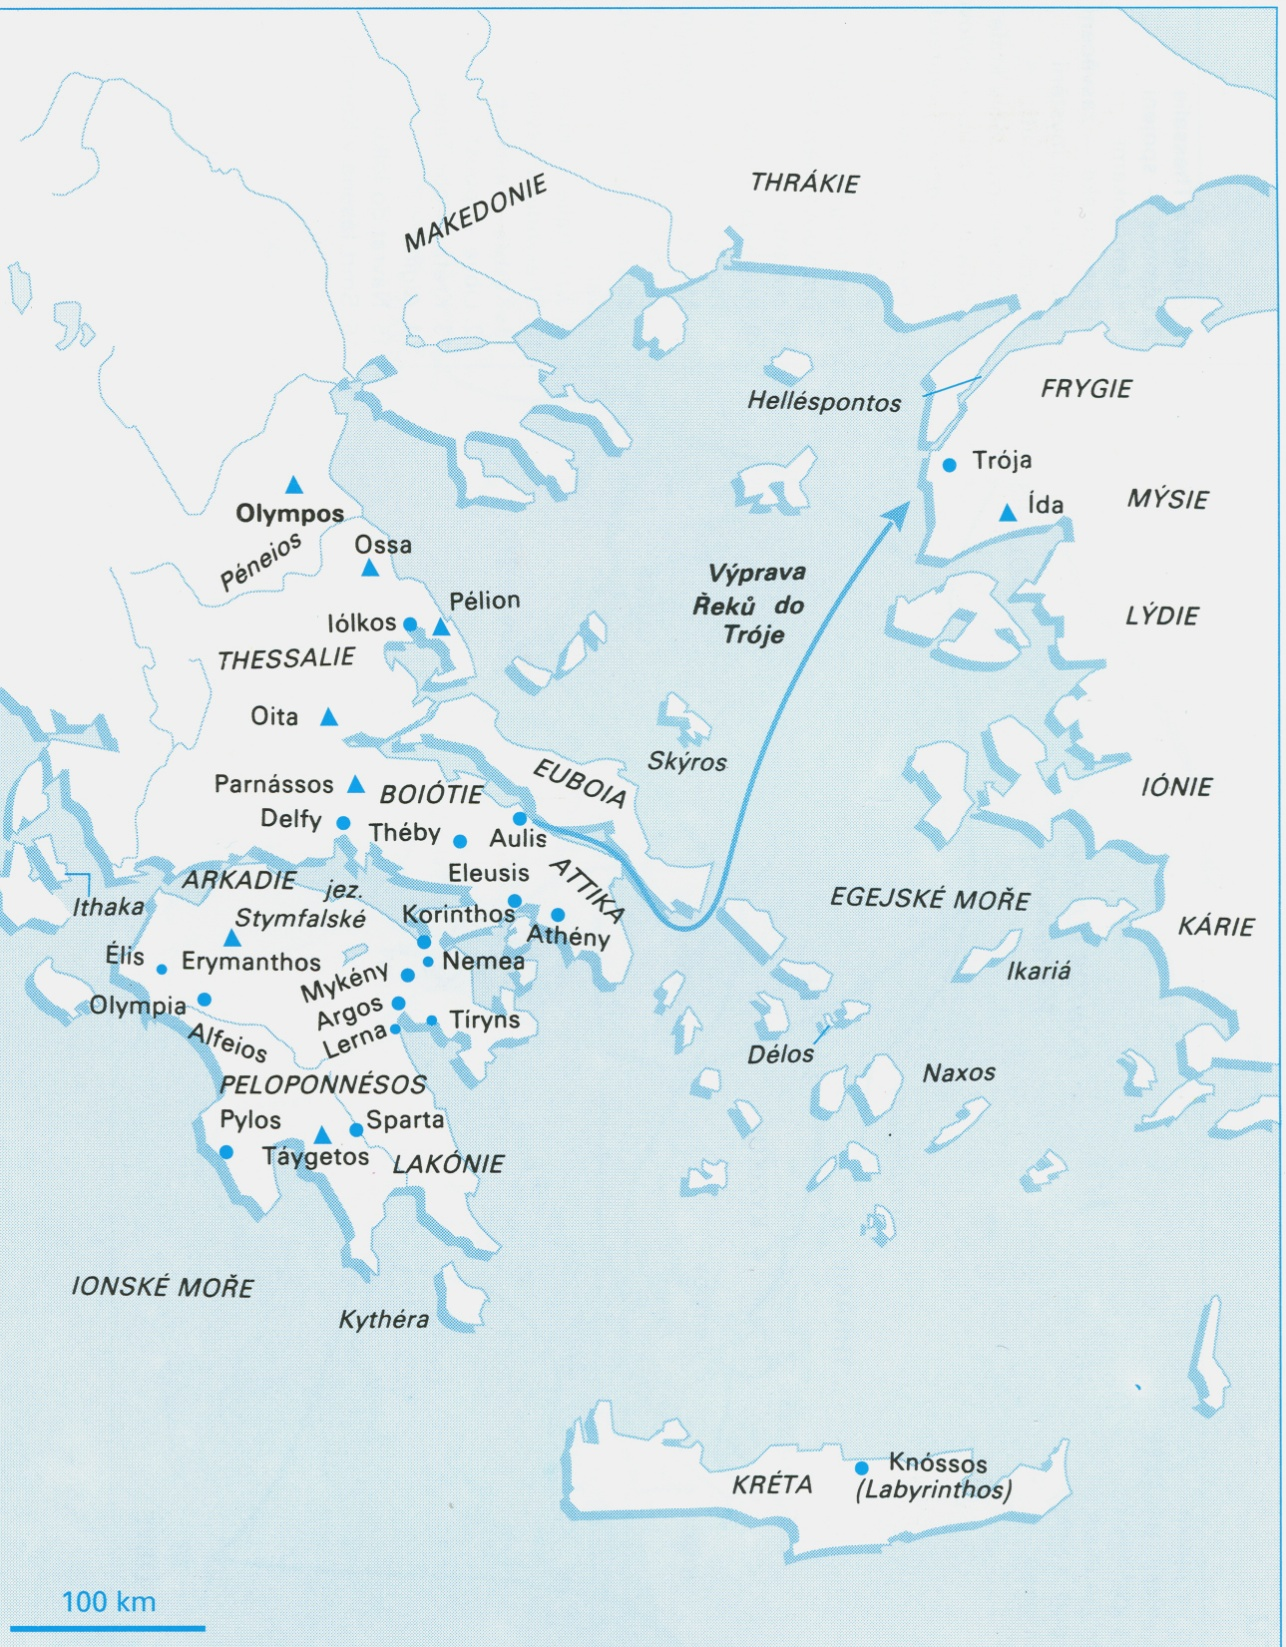 THRÁKIE
MAKEDONIE
Helléspontos
FRYGIE
Trója
Ída
MÝSIE
Olympos
Péneios
Ossa
Výprava
Řeků do
Tróje
Pélion
Iólkos
LÝDIE
THESSALIE
Oita
Skýros
EUBOIA
Parnássos
BOIÓTIE
IÓNIE
Delfy
Théby
Aulis
ATTIKA
Eleusis
ARKADIE
jez.
Stymfalské
EGEJSKÉ MOŘE
Ithaka
Korinthos
Athény
KÁRIE
Élis
Erymanthos
Nemea
Ikariá
Mykény
Olympia
Argos
Tíryns
Lerna
Alfeios
Délos
Naxos
PELOPONNÉSOS
Pylos
Sparta
Táygetos
LAKÓNIE
IONSKÉ MOŘE
Kythéra
KRÉTA
Knóssos
(Labyrinthos)
100 km